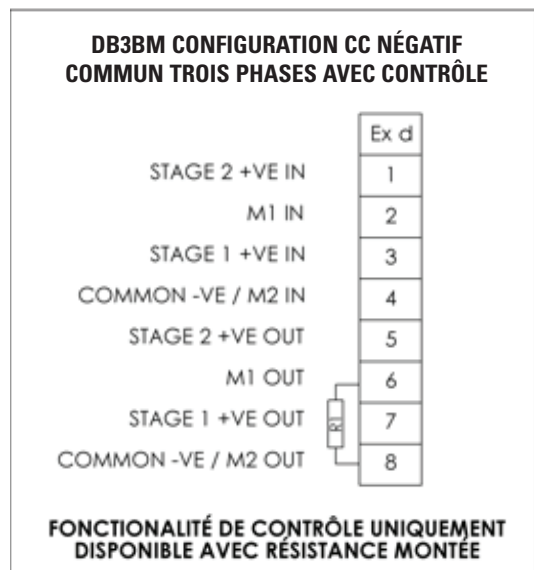 DB3BM CONFIGURATION CC NÉGATIF
COMMUN TROIS PHASES AVEC CONTRÔLE
Ex d
STAGE 2 +VE IN 1
M1 IN 2
STAGE 1 +VE IN 3
COMMON -VE / M2 IN 4
STAGE 2 +VE OUT 5
M1 OUT 6
STAGE 1 +VE OUT R1 7
COMMON -VE / M2 OUT 8
FONCTIONALITÉ DE CONTRÔLE UNIQUEMENT
DISPONIBLE AVEC RÉSISTANCE MONTÉE